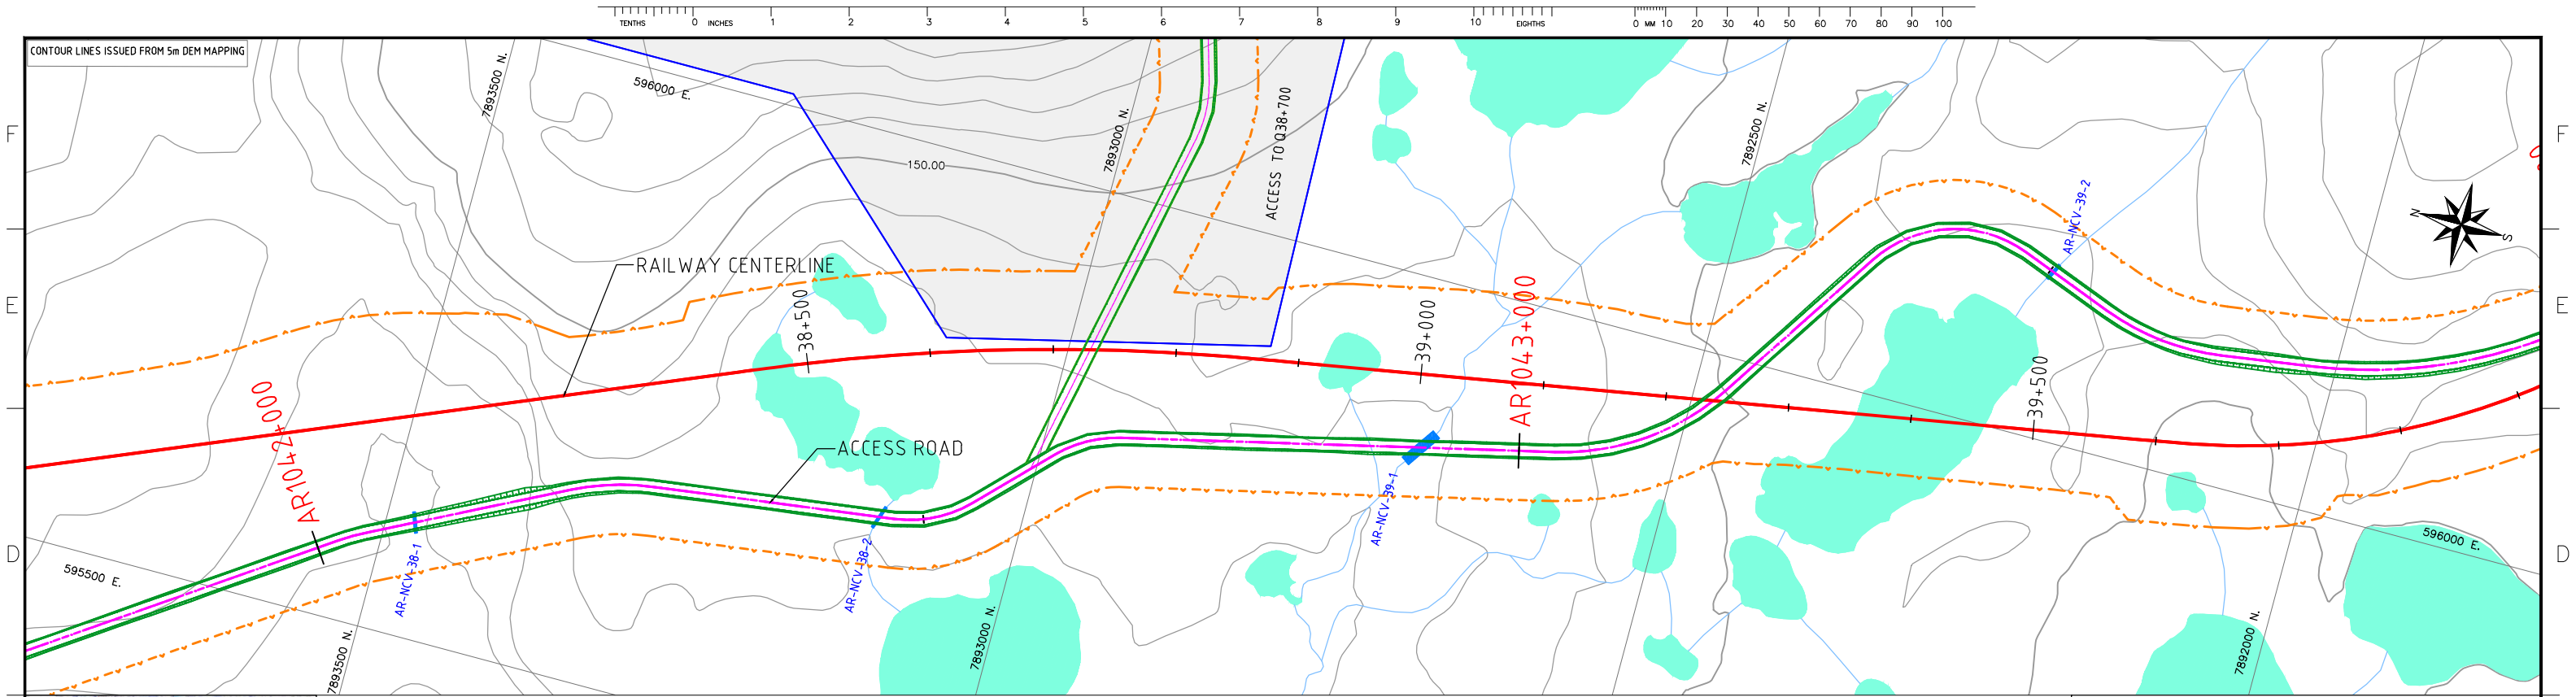 TENTHS 0 INCHES 1 2 3 4 5 6 7 8 9 10 EIGHTHS 0 MM 10 20 30 40 50 60 70 80 90 100
CONTOUR LINES ISSUED FROM 5m DEM MAPPING
7893500 N.
596000 E.
7893000 N.
ACCESS TO Q38+700
7892500 N.
F
F
150.00
AR-NCV-39-2
N
S
RAILWAY CENTERLINE
E
E
38+500
39+000
AR1043+000
39+500
AR1042+000
ACCESS ROAD
AR-NCV-39-1
D
D
595500 E.
AR-NCV-38-1
AR-NCV-38-2
596000 E.
7893500 N.
7893000 N.
7892000 N.